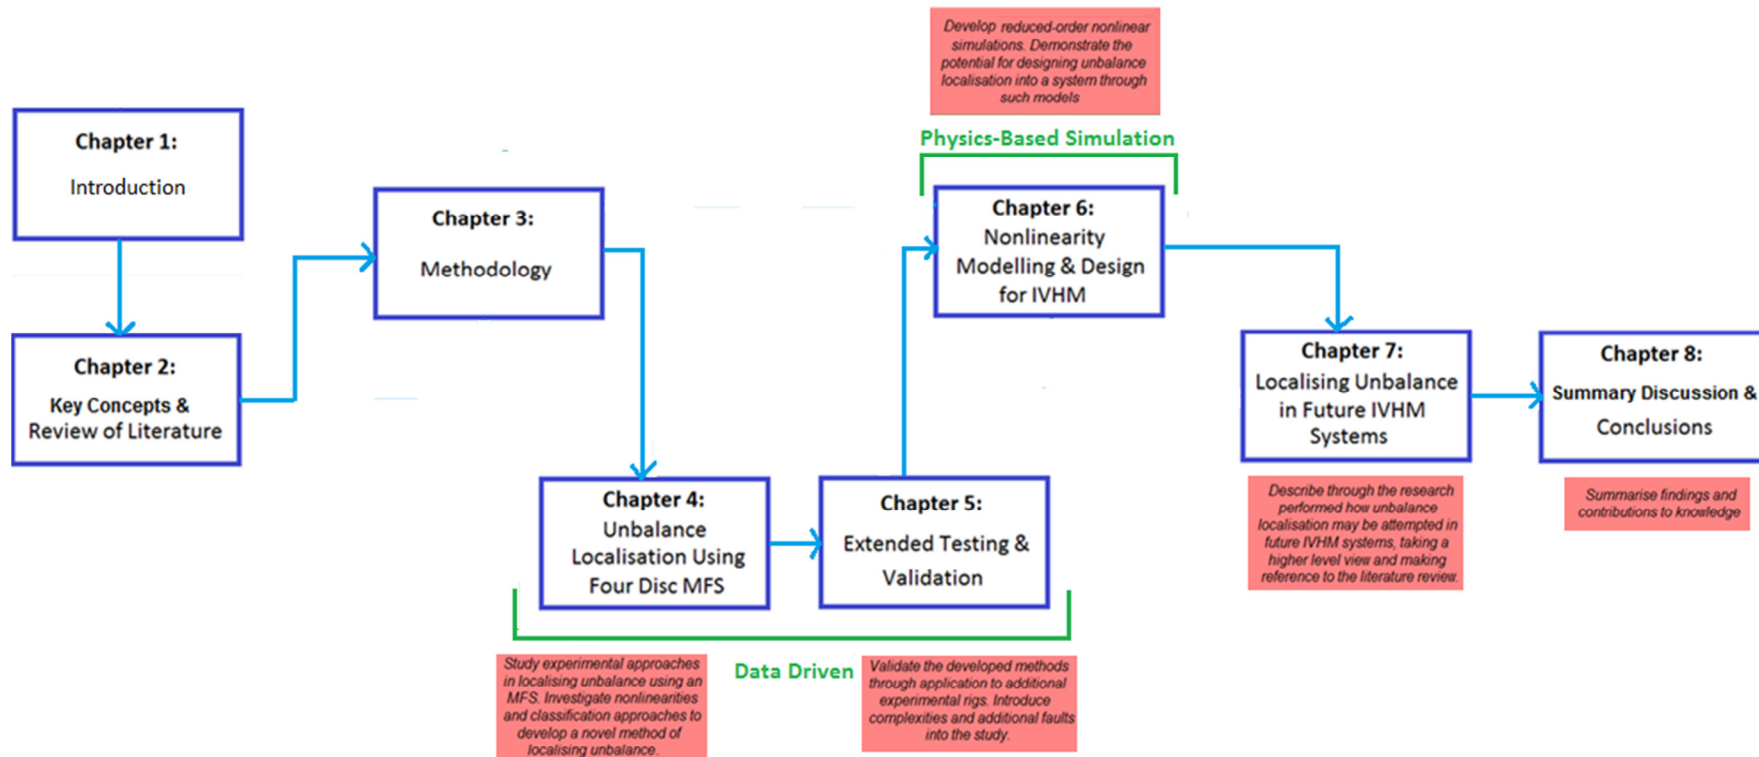 Chapter 1:
Introduction
Chapter 2:
Key Concepts &
Review of Literature
Chapter 3:
Methodology
Chapter 4:
Unbalance
Localisation Using
Four Disc MFS
Chapter 5:
Extended Testing &
Validation
Data Driven
Study experimental approaches
in localising unbalance using an
MFS. Investigate nonlinearities
and classification approaches to
develop a novel method of
localising unbalance.
Validate the developed methods
through application to additional
experimental rigs. Introduce
complexities and additional faults
into the study.
Develop reduced-order nonlinear
simulations. Demonstrate the
potential for designing unbalance
localisation into a system through
such models
Physics-Based Simulation
Chapter 6:
Nonlinearity
Modelling & Design
for IVHM
Chapter 7:
Localising Unbalance
in Future IVHM
Systems
Describe through the research
performed how unbalance
localisation may be attempted in
future IVHM systems, taking a
higher level view and making
reference to the literature review.
Chapter 8:
Summary Discussion &
Conclusions
Summarise findings and
contributions to knowledge